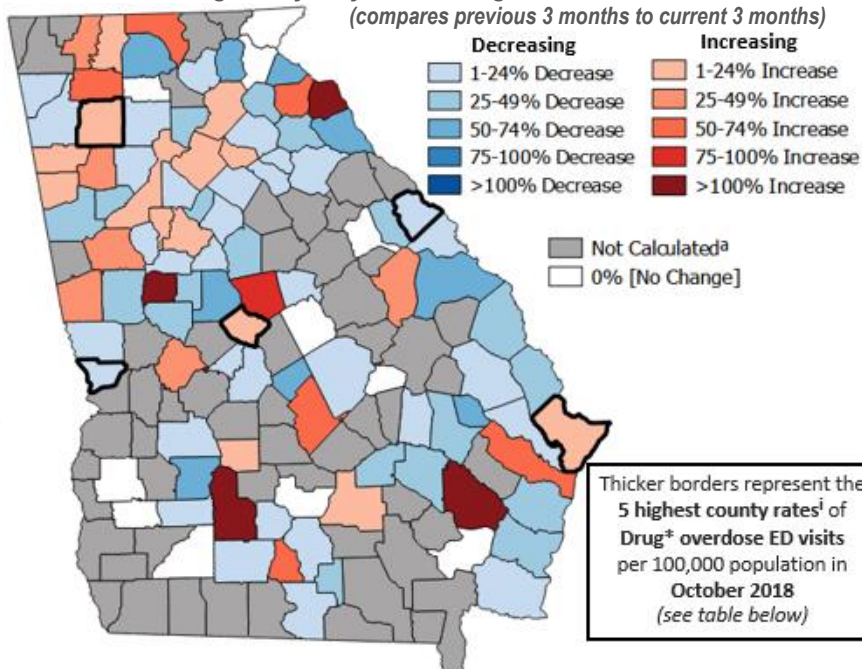 (compares previous 3 months to current 3 months)
Decreasing
1-24% Decrease
25-49% Decrease
50-74% Decrease
75-100% Decrease
>100% Decrease
Increasing
1-24% Increase
25-49% Increase
50-74% Increase
75-100% Increase
>100% Increase
Not Calculatedª
0% [No Change]
Thicker borders represent the
5 highest county ratesⁱ of
Drug* overdose ED visits
per 100,000 population in
October 2018
(see table below)